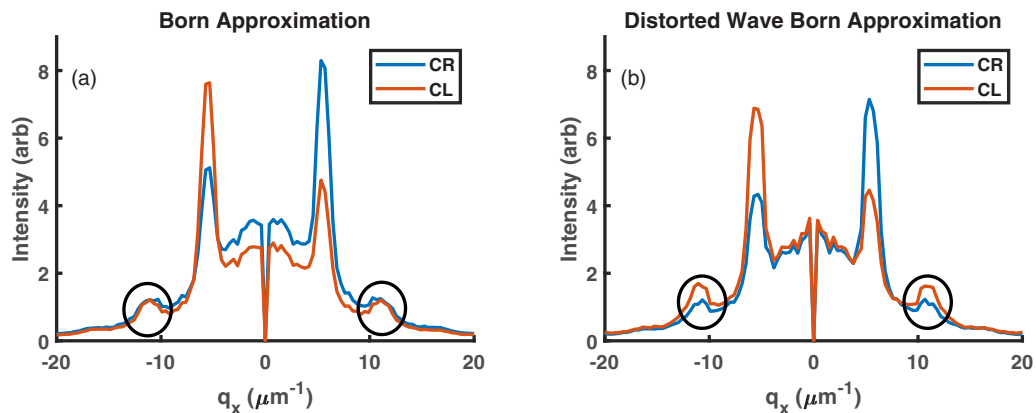 Born Approximation
(a)
CR
CL
Intensity (arb)
8
6
4
2
0
-20
-10
0
10
20
q_x (μm⁻¹)
Distorted Wave Born Approximation
(b)
CR
CL
Intensity (arb)
8
6
4
2
0
-20
-10
0
10
20
q_x (μm⁻¹)